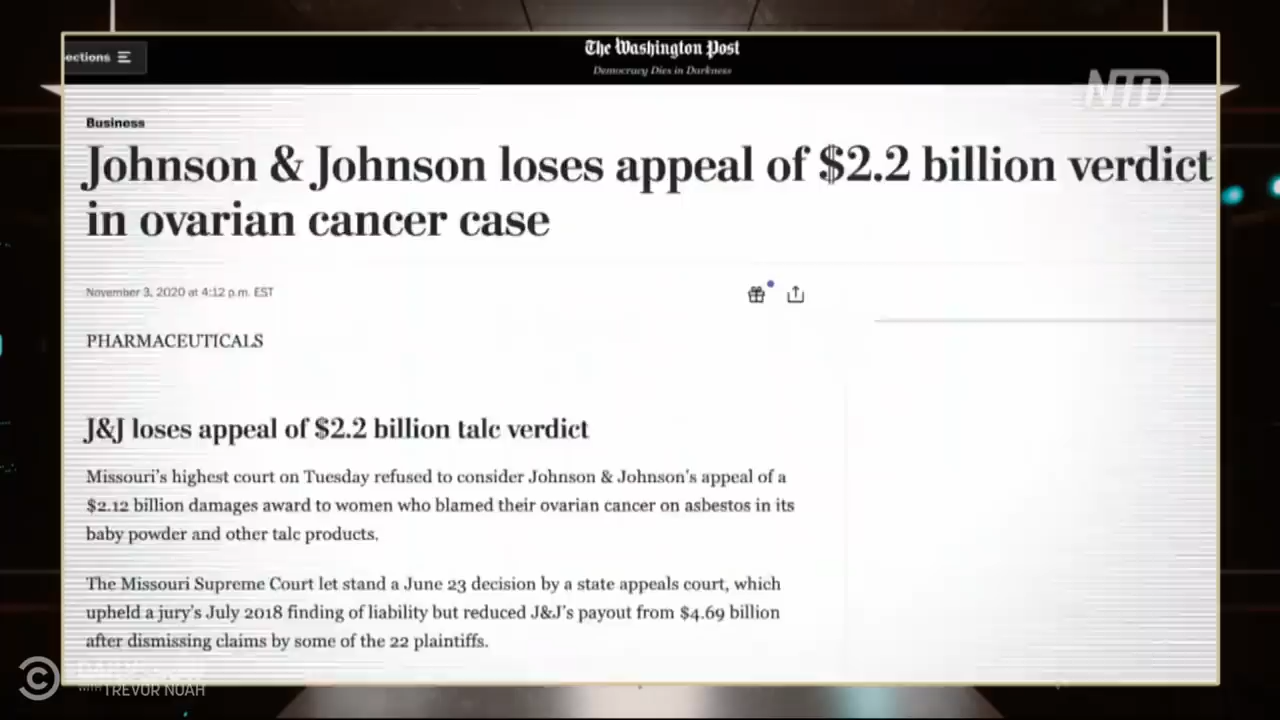 ections
The Washington Post
Democracy Dies in Darkness
NTD
Business
Johnson & Johnson loses appeal of $2.2 billion verdict
in ovarian cancer case
November 3, 2020 at 4:12 p.m. EST
PHARMACEUTICALS
J&J loses appeal of $2.2 billion talc verdict
Missouri's highest court on Tuesday refused to consider Johnson & Johnson's appeal of a
$2.12 billion damages award to women who blamed their ovarian cancer on asbestos in its
baby powder and other talc products.
The Missouri Supreme Court let stand a June 23 decision by a state appeals court, which
upheld a jury's July 2018 finding of liability but reduced J&J's payout from $4.69 billion
after dismissing claims by some of the 22 plaintiffs.
WITH TREVOR NOAH